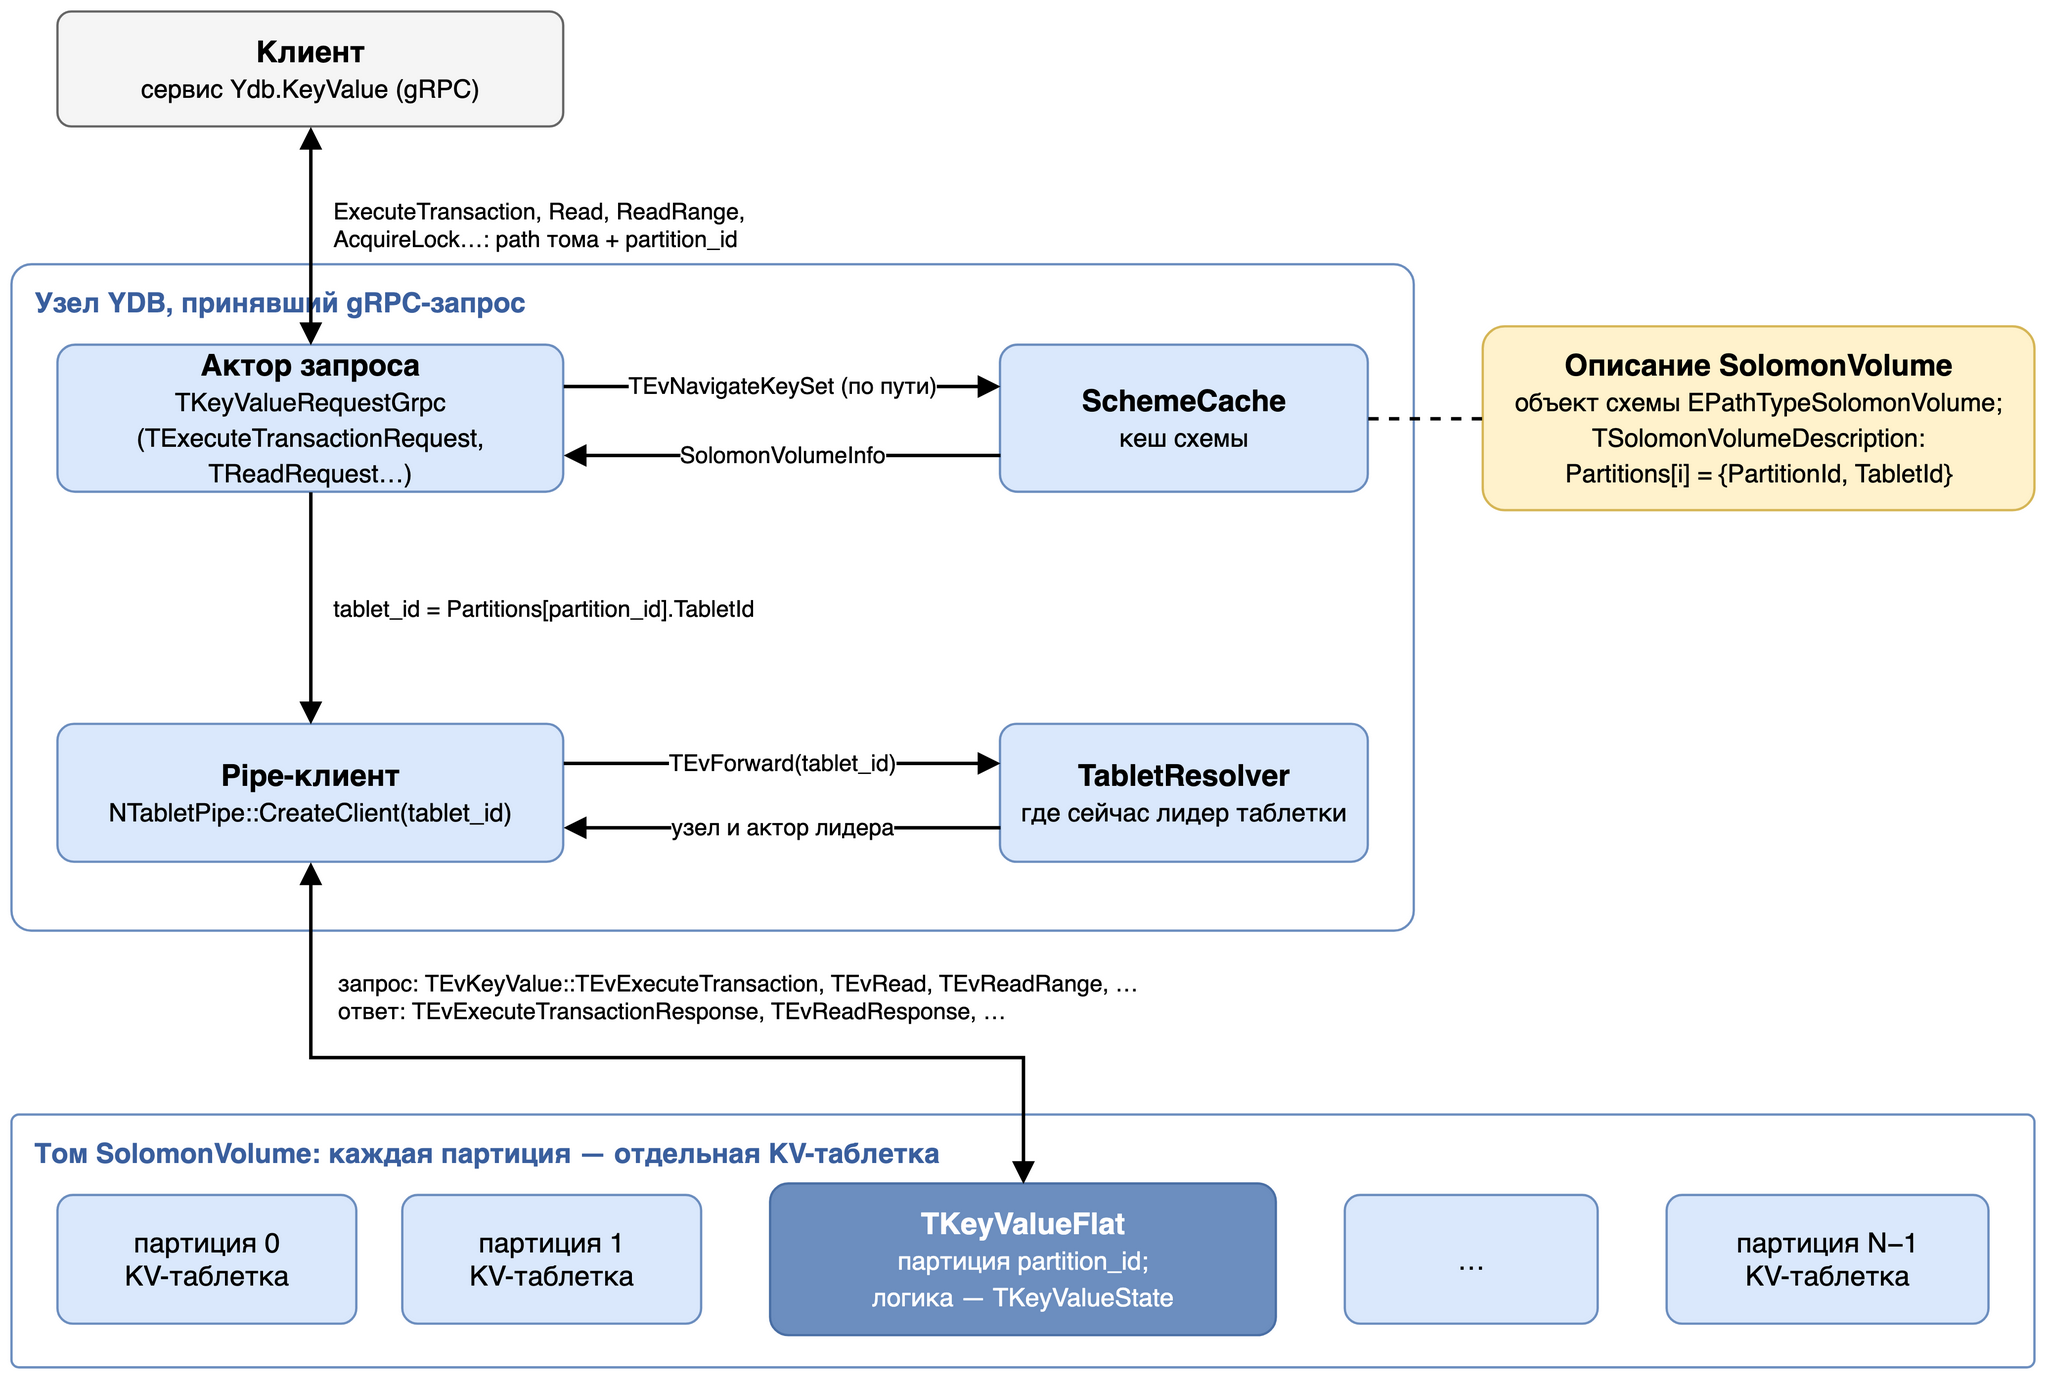 Клиент
сервис Ydb.KeyValue (gRPC)
ExecuteTransaction, Read, ReadRange,
AcquireLock…: path тома + partition_id
Узел YDB, принявший gRPC-запрос
Актор запроса
TKeyValueRequestGrpc
(TExecuteTransactionRequest,
TReadRequest…)
TEvNavigateKeySet (по пути)
SolomonVolumeInfo
SchemeCache
кеш схемы
Описание SolomonVolume
объект схемы EPathTypeSolomonVolume;
TSolomonVolumeDescription:
Partitions[i] = {PartitionId, TabletId}
tablet_id = Partitions[partition_id].TabletId
Pipe-клиент
NTabletPipe::CreateClient(tablet_id)
TEvForward(tablet_id)
узел и актор лидера
TabletResolver
где сейчас лидер таблетки
запрос: TEvKeyValue::TEvExecuteTransaction, TEvRead, TEvReadRange, …
ответ: TEvExecuteTransactionResponse, TEvReadResponse, …
Том SolomonVolume: каждая партиция — отдельная KV-таблетка
партиция 0
KV-таблетка
партиция 1
KV-таблетка
TKeyValueFlat
партиция partition_id;
логика — TKeyValueState
…
партиция N–1
KV-таблетка